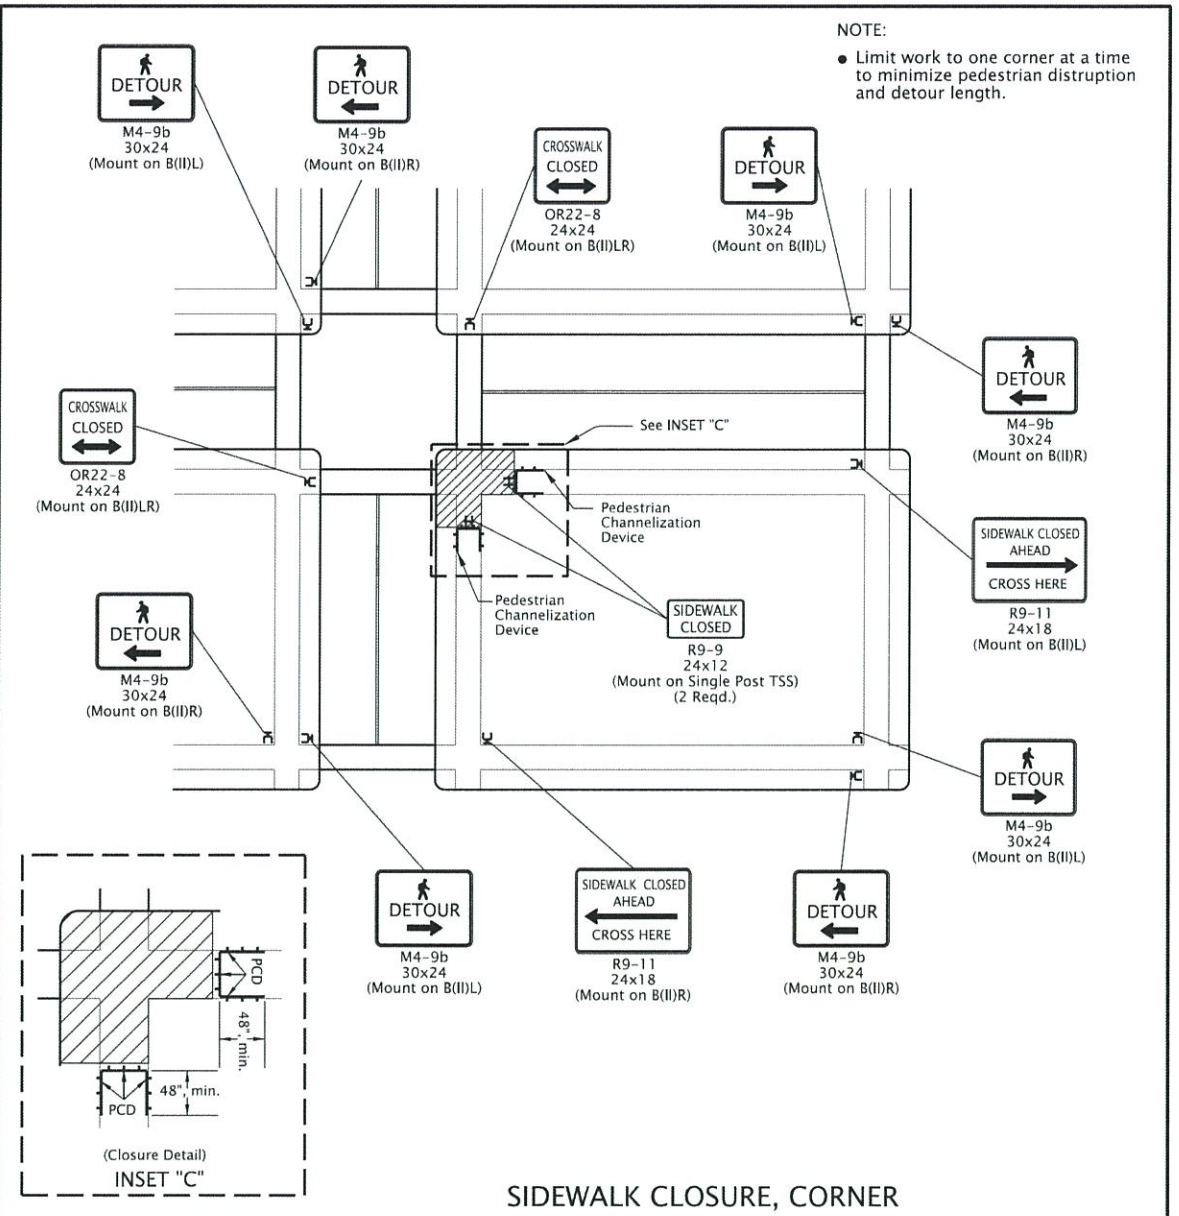 NOTE:
• Limit work to one corner at a time
to minimize pedestrian distruption
and detour length.
DETOUR
M4-9b
30x24
(Mount on B(II)L)
DETOUR
M4-9b
30x24
(Mount on B(II)R)
CROSSWALK
CLOSED
OR22-8
24x24
(Mount on B(II)LR)
DETOUR
M4-9b
30x24
(Mount on B(II)L)
DETOUR
M4-9b
30x24
(Mount on B(II)R)
CROSSWALK
CLOSED
OR22-8
24x24
(Mount on B(II)LR)
See INSET "C"
Pedestrian
Channelization
Device
SIDEWALK CLOSED
AHEAD
CROSS HERE
R9-11
24x18
(Mount on B(II)L)
Pedestrian
Channelization
Device
SIDEWALK
CLOSED
R9-9
24x12
(Mount on Single Post TSS)
(2 Reqd.)
DETOUR
M4-9b
30x24
(Mount on B(II)R)
DETOUR
M4-9b
30x24
(Mount on B(II)L)
DETOUR
M4-9b
30x24
(Mount on B(II)L)
SIDEWALK CLOSED
AHEAD
CROSS HERE
R9-11
24x18
(Mount on B(II)R)
DETOUR
M4-9b
30x24
(Mount on B(II)R)
PCD
48", min.
48", min.
PCD
(Closure Detail)
INSET "C"
SIDEWALK CLOSURE, CORNER